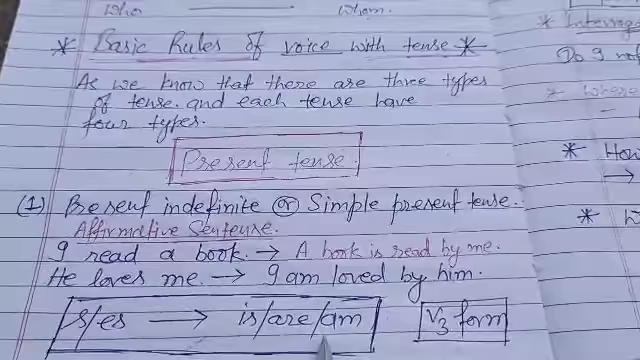 Who whom.
* Basic Rules of voice with tense *
As we know that there are three types
of tense. and each tense have
four types.
Present tense.
(1) Present indefinite or Simple present tense.
Affirmative Sentense.
I read a book. → A book is read by me.
He loves me. → I am loved by him.
s/es → is/are/am V3 form
* Interrog
Do I
* Where
* How
→
*